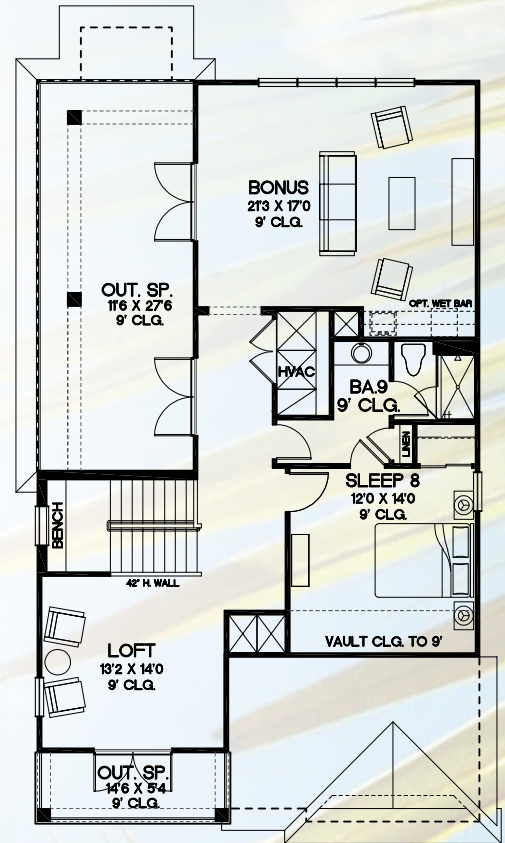 BONUS
21'3 X 17'0
9' CLG.
OUT. SP.
11'6 X 27'6
9' CLG.
OPT. WET BAR
HVAC
BA.9
9' CLG.
LINEN
SLEEP 8
12'0 X 14'0
9' CLG.
BENCH
42" H. WALL
VAULT CLG. TO 9'
LOFT
13'2 X 14'0
9' CLG.
OUT. SP.
14'6 X 5'4
9' CLG.